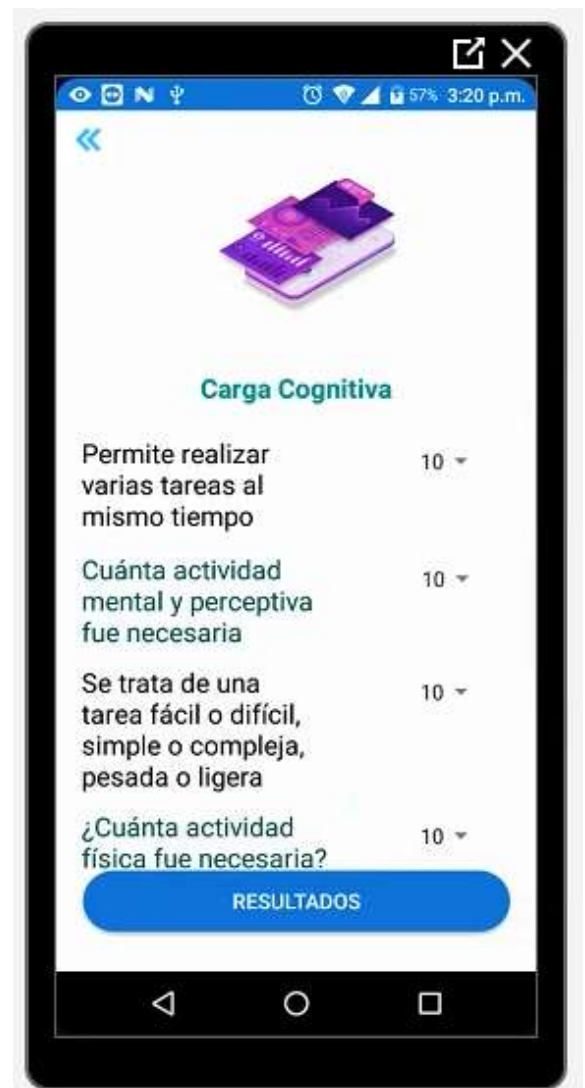 57% 3:20 p.m.
Carga Cognitiva
Permite realizar
varias tareas al
mismo tiempo
10
Cuánta actividad
mental y perceptiva
fue necesaria
10
Se trata de una
tarea fácil o difícil,
simple o compleja,
pesada o ligera
10
¿Cuánta actividad
física fue necesaria?
10
RESULTADOS